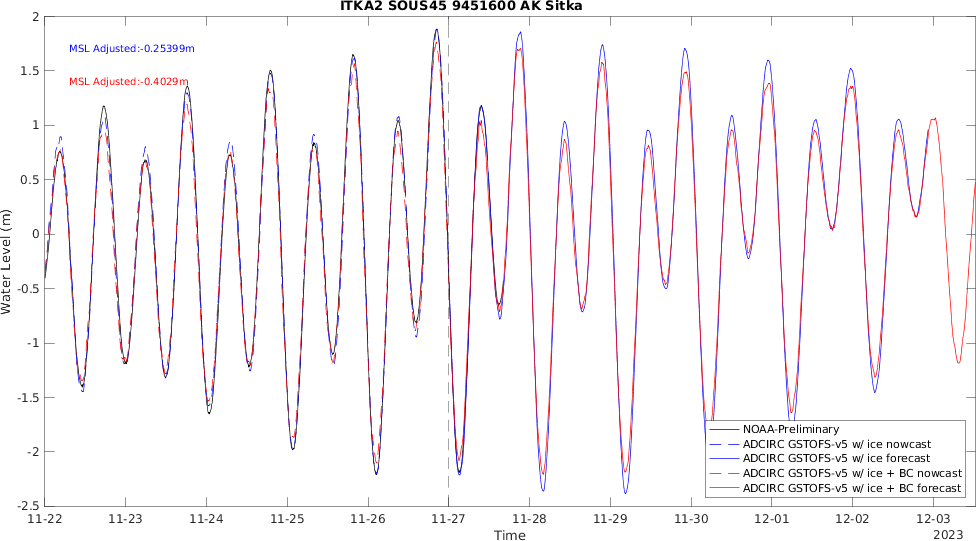 ITKA2 SOUS45 9451600 AK Sitka
2
1.5
1
0.5
0
-0.5
-1
-1.5
-2
-2.5
Water Level (m)
MSL Adjusted:-0.25399m
MSL Adjusted:-0.4029m
NOAA-Preliminary
ADCIRC GSTOFS-v5 w/ ice nowcast
ADCIRC GSTOFS-v5 w/ ice forecast
ADCIRC GSTOFS-v5 w/ ice + BC nowcast
ADCIRC GSTOFS-v5 w/ ice + BC forecast
11-22 11-23 11-24 11-25 11-26 11-27 11-28 11-29 11-30 12-01 12-02 12-03
Time
2023